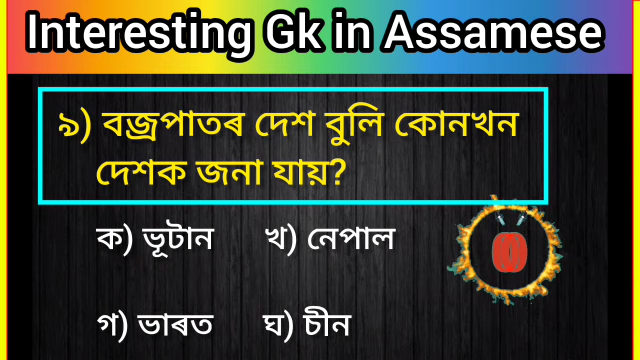 Interesting Gk in Assamese
৯) বজ্ৰপাতৰ দেশ বুলি কোনখন
দেশক জনা যায়?
ক) ভূটান খ) নেপাল
গ) ভাৰত ঘ) চীন